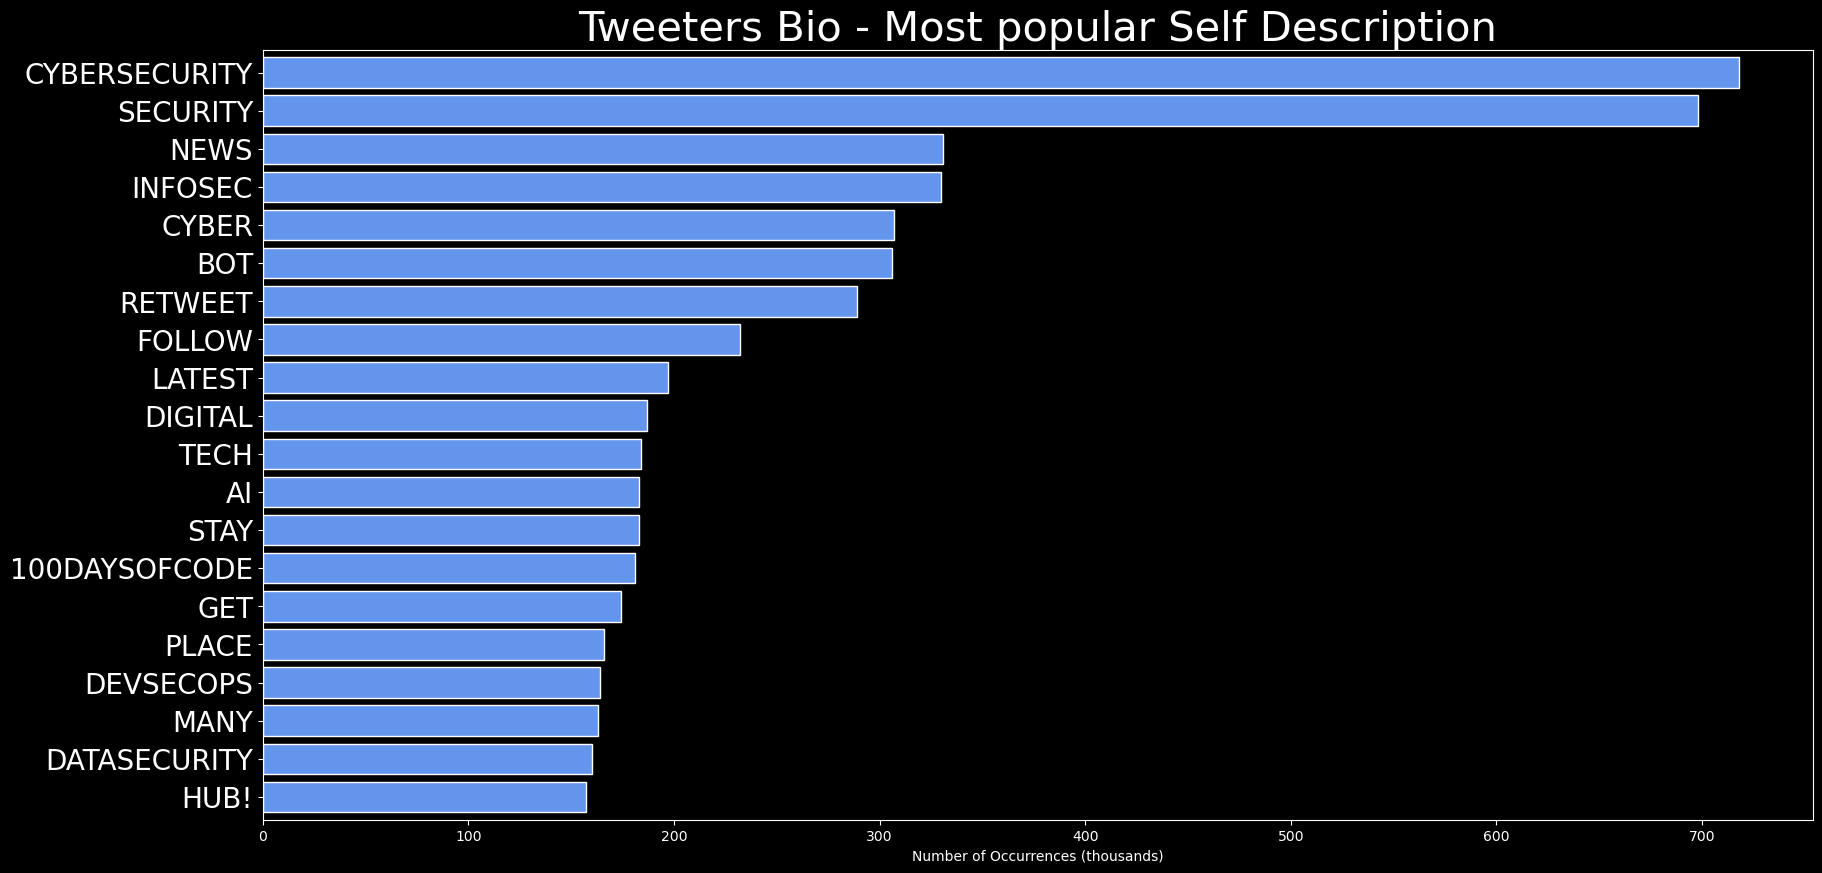 Tweeters Bio - Most popular Self Description
CYBERSECURITY
SECURITY
NEWS
INFOSEC
CYBER
BOT
RETWEET
FOLLOW
LATEST
DIGITAL
TECH
AI
STAY
100DAYSOFCODE
GET
PLACE
DEVSECOPS
MANY
DATASECURITY
HUB!
0 100 200 300 400 500 600 700
Number of Occurrences (thousands)